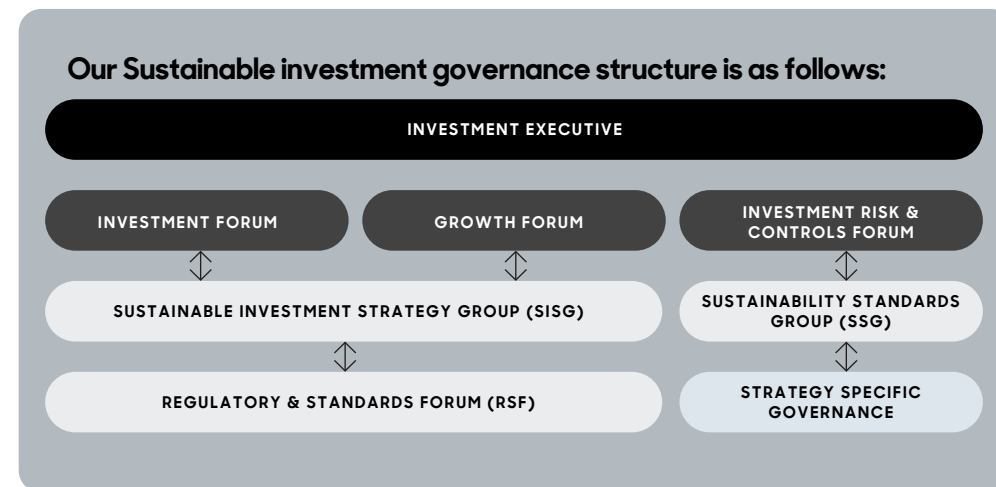 Our Sustainable investment governance structure is as follows:
INVESTMENT EXECUTIVE
INVESTMENT FORUM
GROWTH FORUM
INVESTMENT RISK &
CONTROLS FORUM
SUSTAINABLE INVESTMENT STRATEGY GROUP (SISG)
SUSTAINABILITY STANDARDS
GROUP (SSG)
REGULATORY & STANDARDS FORUM (RSF)
STRATEGY SPECIFIC
GOVERNANCE